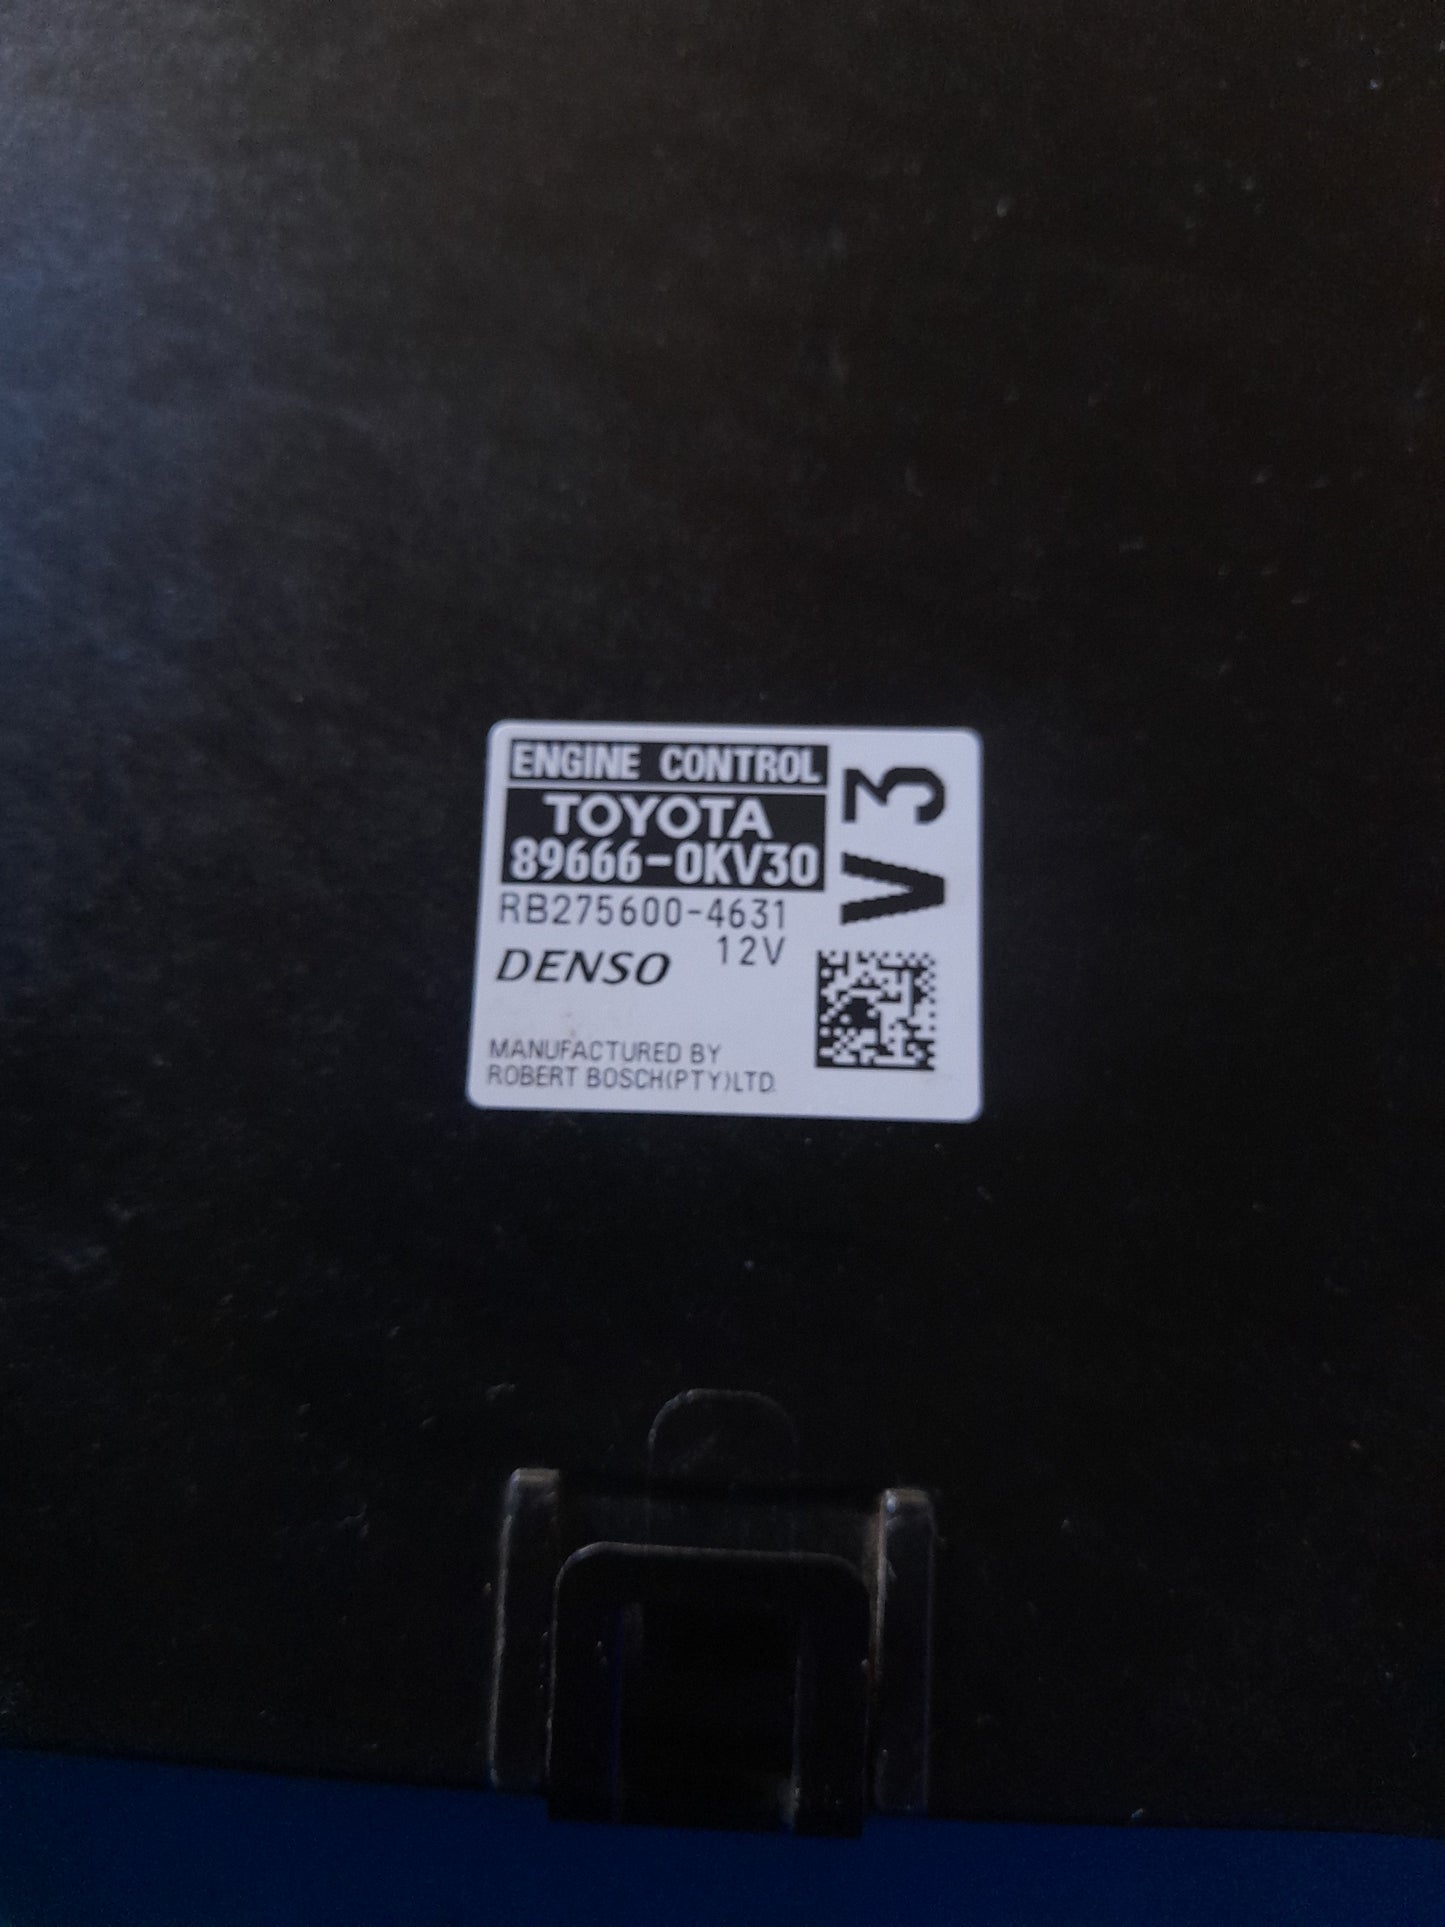 ENGINE CONTROL
TOYOTA
89666-0KV30
RB275600-4631
12V
DENSO
MANUFACTURED BY
ROBERT BOSCH(PTY)LTD.
V3